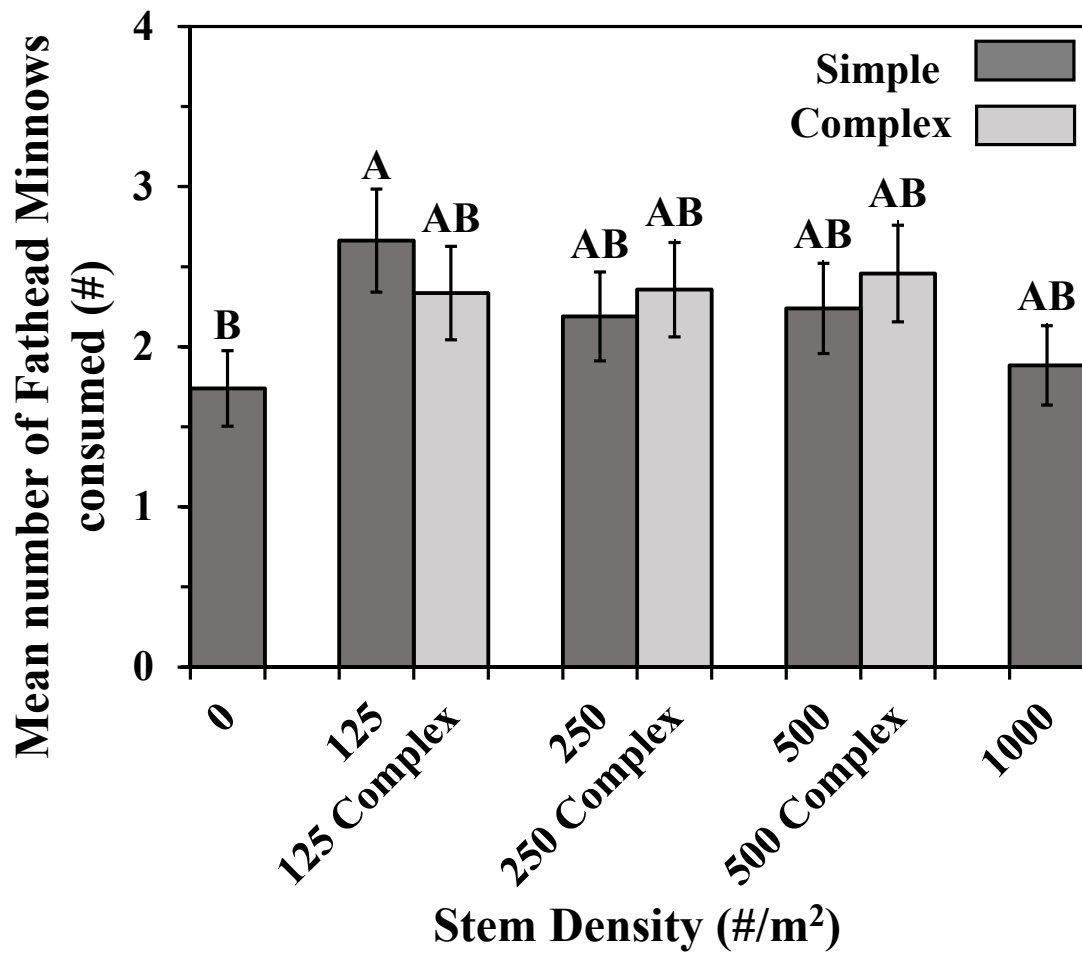 Mean number of Fathead Minnows
consumed (#)
4
3
2
1
0
Simple
Complex
B
A
AB
AB
AB
AB
AB
AB
0
125
125 Complex
250
250 Complex
500
500 Complex
1000
Stem Density (#/m²)